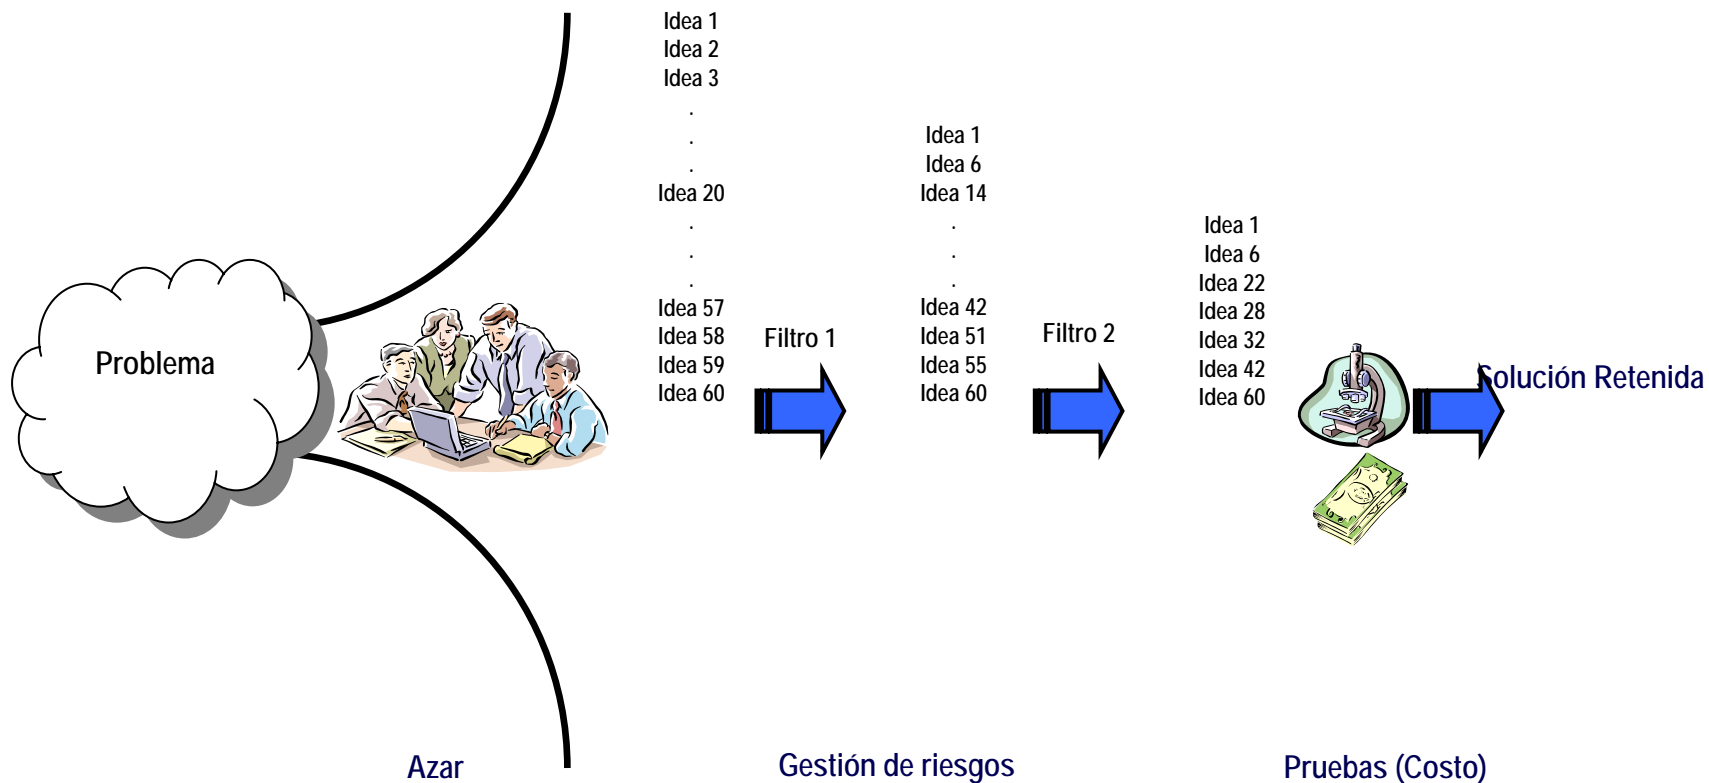 Problema
Idea 1
Idea 2
Idea 3
.
.
.
Idea 20
.
.
.
Idea 57
Idea 58
Idea 59
Idea 60
Filtro 1
Idea 1
Idea 6
Idea 14
.
.
.
Idea 42
Idea 51
Idea 55
Idea 60
Filtro 2
Idea 1
Idea 6
Idea 22
Idea 28
Idea 32
Idea 42
Idea 60
Solución Retenida
Azar
Gestión de riesgos
Pruebas (Costo)